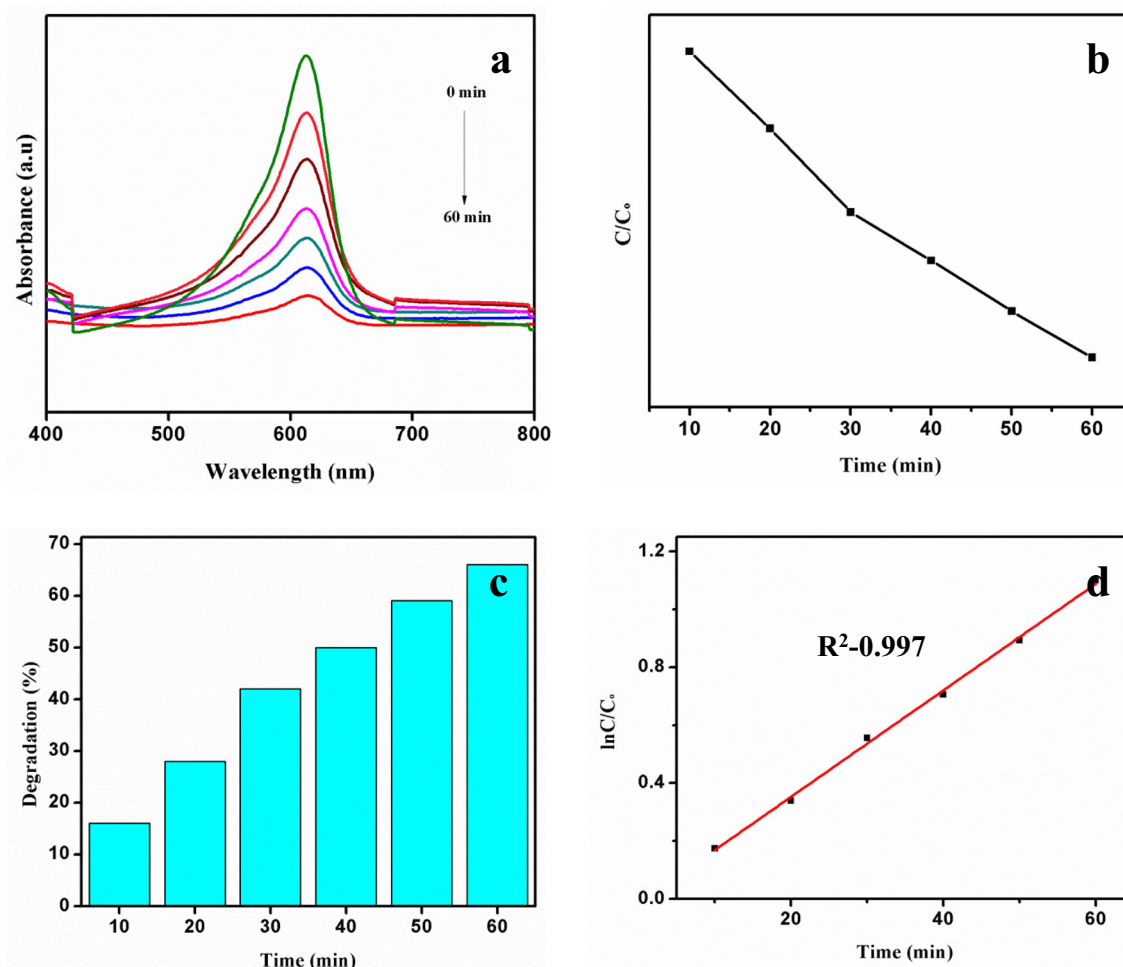 a
0 min
60 min
Absorbance (a.u)
400 500 600 700 800
Wavelength (nm)
b
C/C₀
10 20 30 40 50 60
Time (min)
c
70
60
50
40
30
20
10
0
Degradation (%)
10 20 30 40 50 60
Time (min)
d
R²-0.997
1.2
0.8
0.4
0.0
lnC/C₀
20 40 60
Time (min)